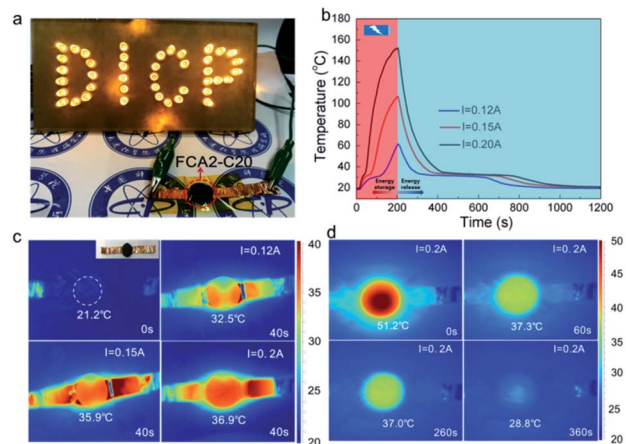 a
DICP
FCA2-C20
b
Temperature (°C)
180
160
140
120
100
80
60
40
20
I=0.12A
I=0.15A
I=0.20A
Energy storage
Energy release
0 200 400 600 800 1000 1200
Time (s)
c
21.2℃
0s
I=0.12A
32.5℃
40s
I=0.15A
35.9℃
40s
I=0.2A
36.9℃
40s
40
35
30
25
20
d
I=0.2A
51.2℃
0s
I=0.2A
37.3℃
60s
I=0.2A
37.0℃
260s
I=0.2A
28.8℃
360s
50
45
40
35
30
25
20